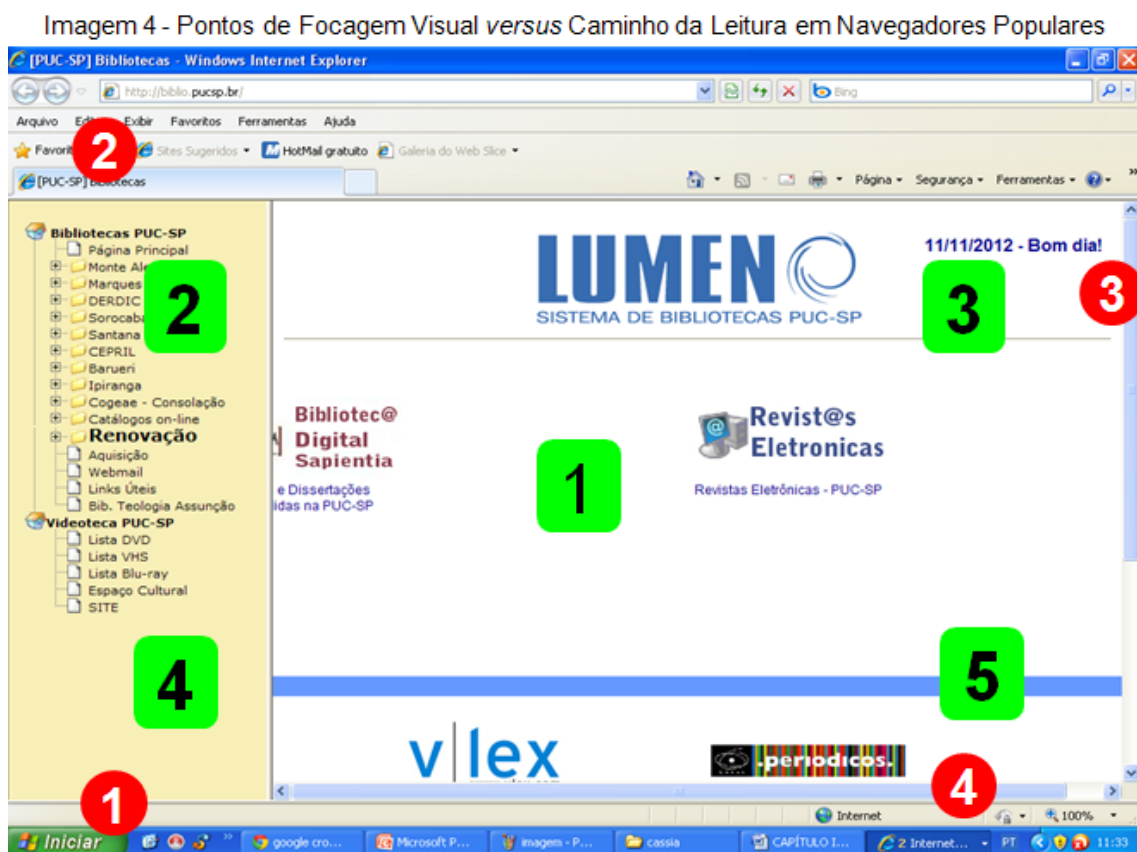 Imagem 4 - Pontos de Focagem Visual versus Caminho da Leitura em Navegadores Populares
[PUC-SP] Bibliotecas - Windows Internet Explorer
http://biblio.pucsp.br/
Bing
Arquivo Exibir Favoritos Ferramentas Ajuda
2
Sites Sugeridos HotMail gratuito Galeria do Web Slice
[PUC-SP] Bibliotecas
Página Segurança Ferramentas
Bibliotecas PUC-SP
Página Principal
Monte
Marques
DERDIC
Sorocaba
Santana
CEPRIL
Barueri
Ipiranga
Cogeae - Consolação
Catálogos on-line
Renovação
Aquisição
Webmail
Links Úteis
Bib. Teologia Assunção
Videoteca PUC-SP
Lista DVD
Lista VHS
Lista Blu-ray
Espaço Cultural
SITE
2
4
LUMEN
SISTEMA DE BIBLIOTECAS PUC-SP
11/11/2012 - Bom dia!
3
3
Bibliotec@
Digital
Sapientia
e Dissertações
idas na PUC-SP
1
Revist@s
Eletronicas
Revistas Eletrônicas - PUC-SP
5
v|lex
.periodicos.
4
1
Internet
100%
Iniciar
google cro...
Microsoft P...
imagem - P...
cassia
CAPÍTULO I...
2 Internet...
PT
11:33